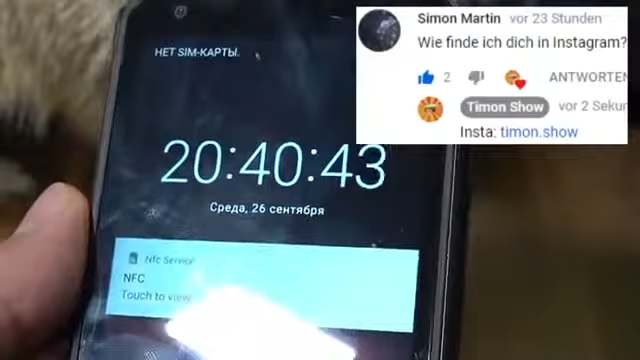 НЕТ SIM-КАРТЫ.
20:40:43
Среда, 26 сентября
Nfc Service
NFC
Touch to view
Simon Martin vor 23 Stunden
Wie finde ich dich in Instagram?
2 ANTWORTEN
Timon Show vor 2 Sekun
Insta: timon.show